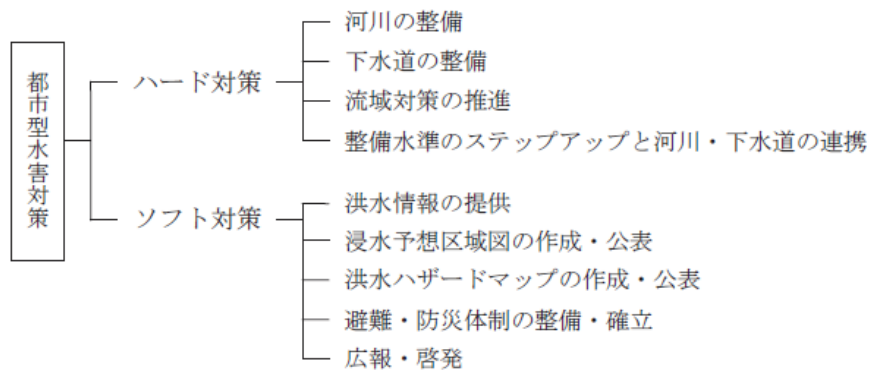 都市型水害対策
ハード対策
河川の整備
下水道の整備
流域対策の推進
整備水準のステップアップと河川・下水道の連携
ソフト対策
洪水情報の提供
浸水予想区域図の作成・公表
洪水ハザードマップの作成・公表
避難・防災体制の整備・確立
広報・啓発